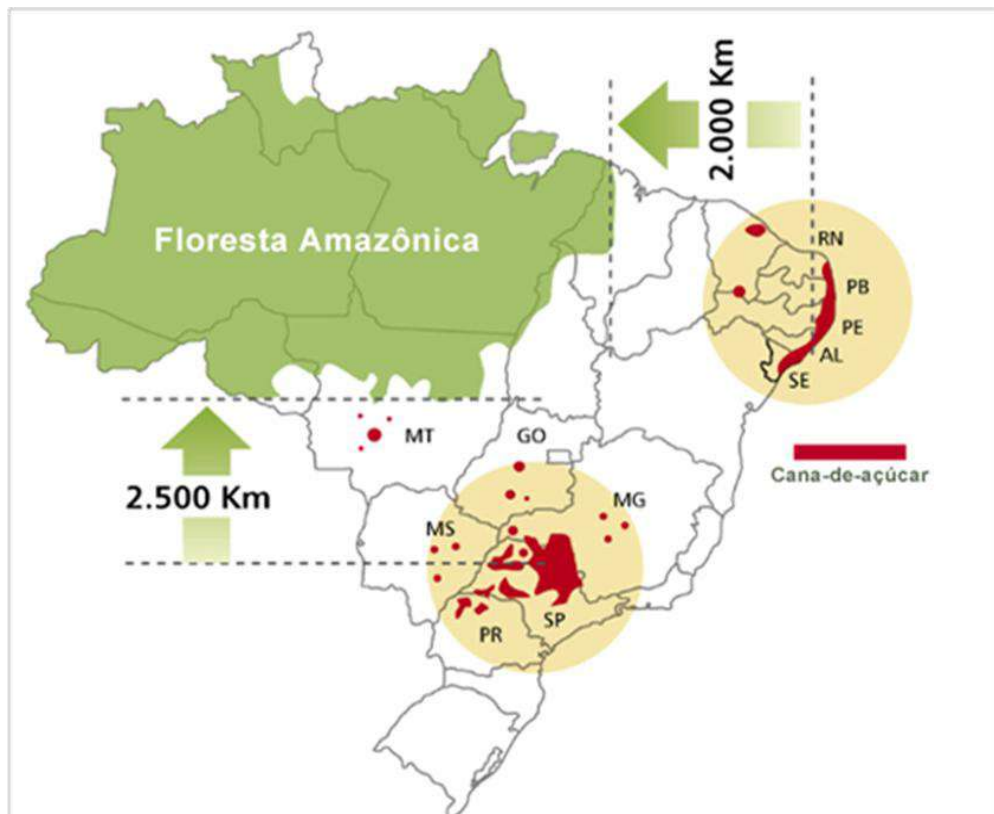 2.000 Km
Floresta Amazônica
RN
PB
PE
AL
SE
MT
GO
Cana-de-açúcar
2.500 Km
MG
MS
SP
PR